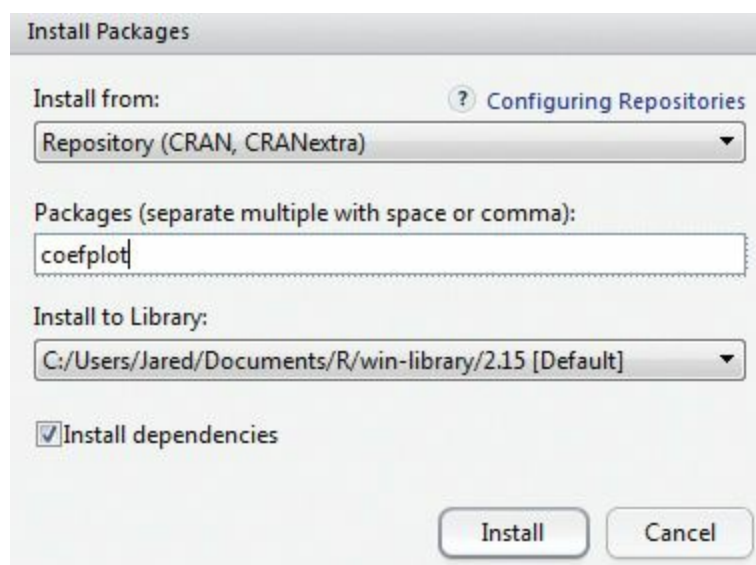 Install Packages
Install from:
? Configuring Repositories
Repository (CRAN, CRANextra)
Packages (separate multiple with space or comma):
coefplot
Install to Library:
C:/Users/Jared/Documents/R/win-library/2.15 [Default]
Install dependencies
Install
Cancel